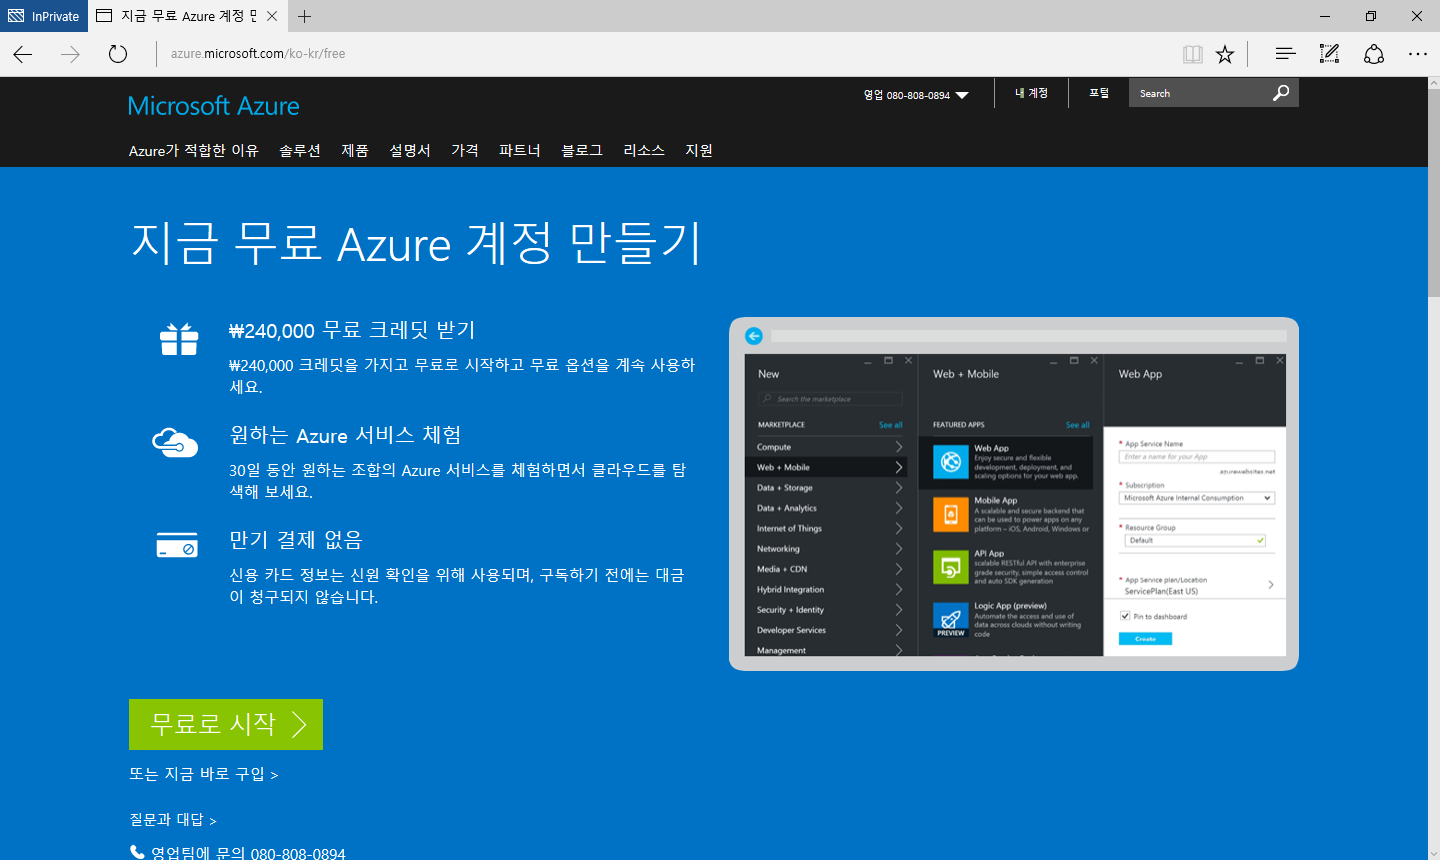 InPrivate
지금 무료 Azure 계정 만
azure.microsoft.com/ko-kr/free
Microsoft Azure
영업 080-808-0894
내 계정
포털
Search
Azure가 적합한 이유
솔루션
제품
설명서
가격
파트너
블로그
리소스
지원
지금 무료 Azure 계정 만들기
₩240,000 무료 크레딧 받기
₩240,000 크레딧을 가지고 무료로 시작하고 무료 옵션을 계속 사용하
세요.
원하는 Azure 서비스 체험
30일 동안 원하는 조합의 Azure 서비스를 체험하면서 클라우드를 탐
색해 보세요.
만기 결제 없음
신용 카드 정보는 신원 확인을 위해 사용되며, 구독하기 전에는 대금
이 청구되지 않습니다.
New
Search the marketplace
MARKETPLACE
See all
Compute
Web + Mobile
Data + Storage
Data + Analytics
Internet of Things
Networking
Media + CDN
Hybrid Integration
Security + Identity
Developer Services
Management
Web + Mobile
FEATURED APPS
See all
Web App
Enjoy secure and flexible
development, deployment, and
scaling options for your web app.
Mobile App
A scalable and secure backend that
can be used to power apps on any
platform – iOS, Android, Windows or
API App
scalable RESTful API with enterprise
grade security, simple access control
and auto SDK generation
Logic App (preview)
Automate the access and use of
data across clouds without writing
code
PREVIEW
Web App
* App Service Name
Enter a name for your App
.azurewebsites.net
* Subscription
Microsoft Azure Internal Consumption
* Resource Group
Default
* App Service plan/Location
ServicePlan(East US)
Pin to dashboard
Create
무료로 시작
또는 지금 바로 구입 >
질문과 대답 >
영업팀에 문의 080-808-0894